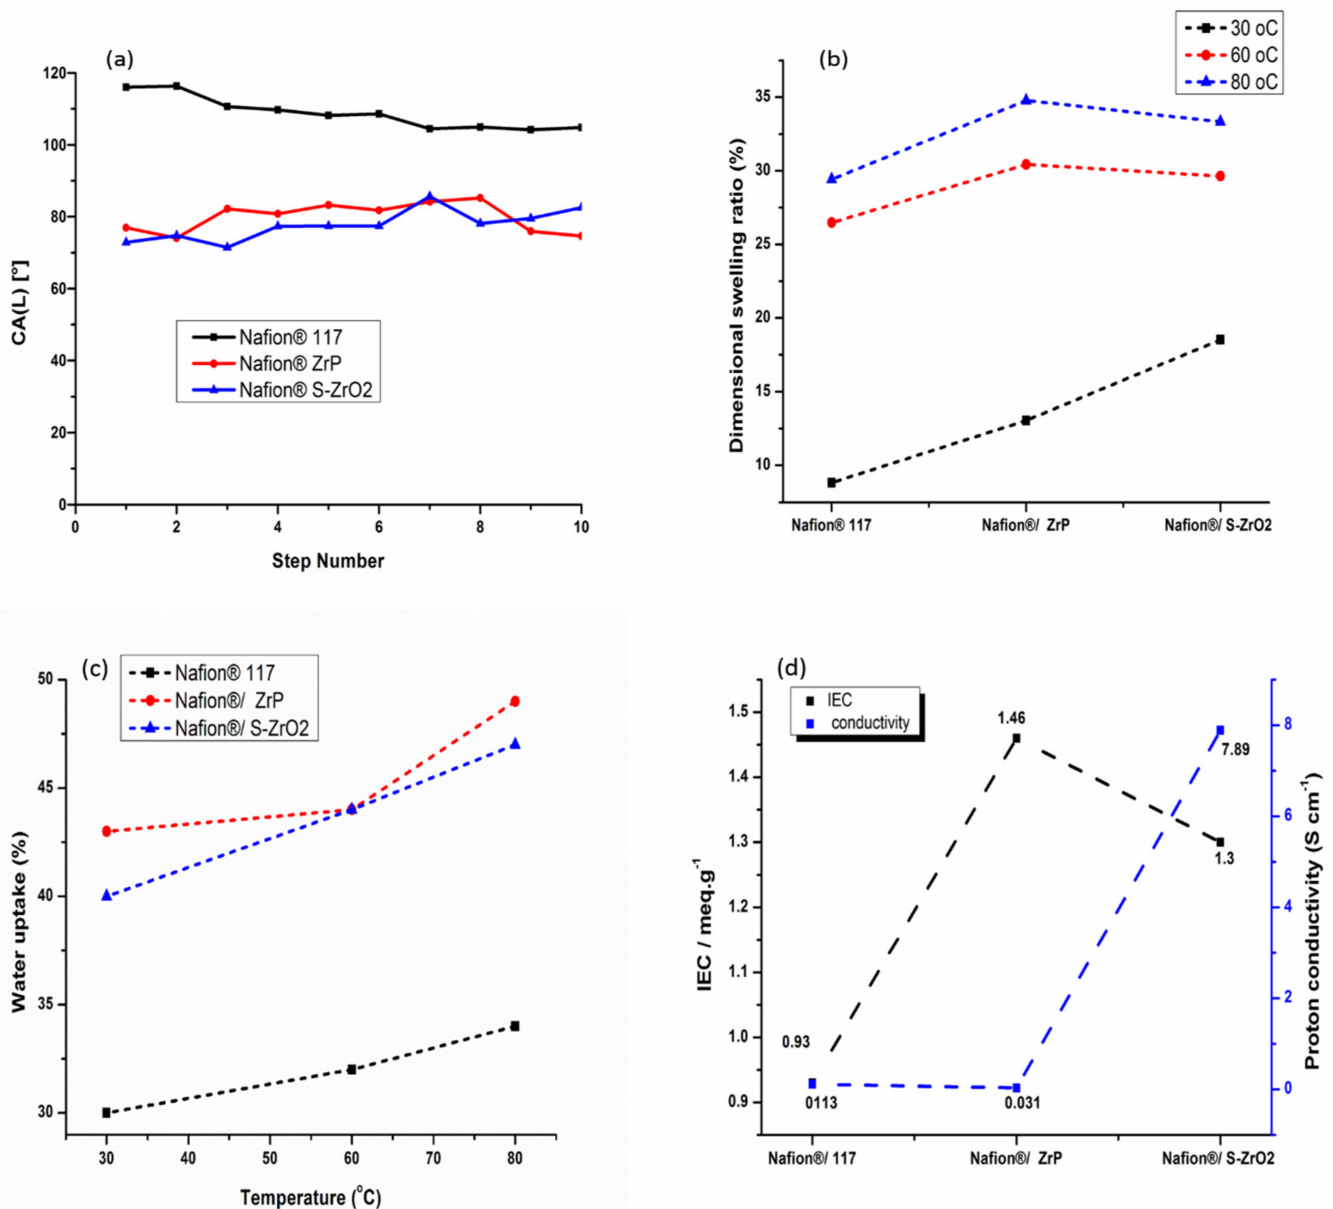 (a)
120
100
80
60
40
20
0
CA(L) [°]
Nafion® 117
Nafion® ZrP
Nafion® S-ZrO2
0 2 4 6 8 10
Step Number
(b)
30 oC
60 oC
80 oC
35
30
25
20
15
10
Dimensional swelling ratio (%)
Nafion® 117 Nafion®/ ZrP Nafion®/ S-ZrO2
(c)
Nafion® 117
Nafion®/ ZrP
Nafion®/ S-ZrO2
50
45
40
35
30
Water uptake (%)
30 40 50 60 70 80
Temperature (°C)
(d)
IEC
conductivity
1.5
1.4
1.3
1.2
1.1
1.0
0.9
IEC / meq.g-1
1.46
7.89
1.3
0.93
0113
0.031
8
6
4
2
0
Proton conductivity (S cm-1)
Nafion®/ 117 Nafion®/ ZrP Nafion®/ S-ZrO2